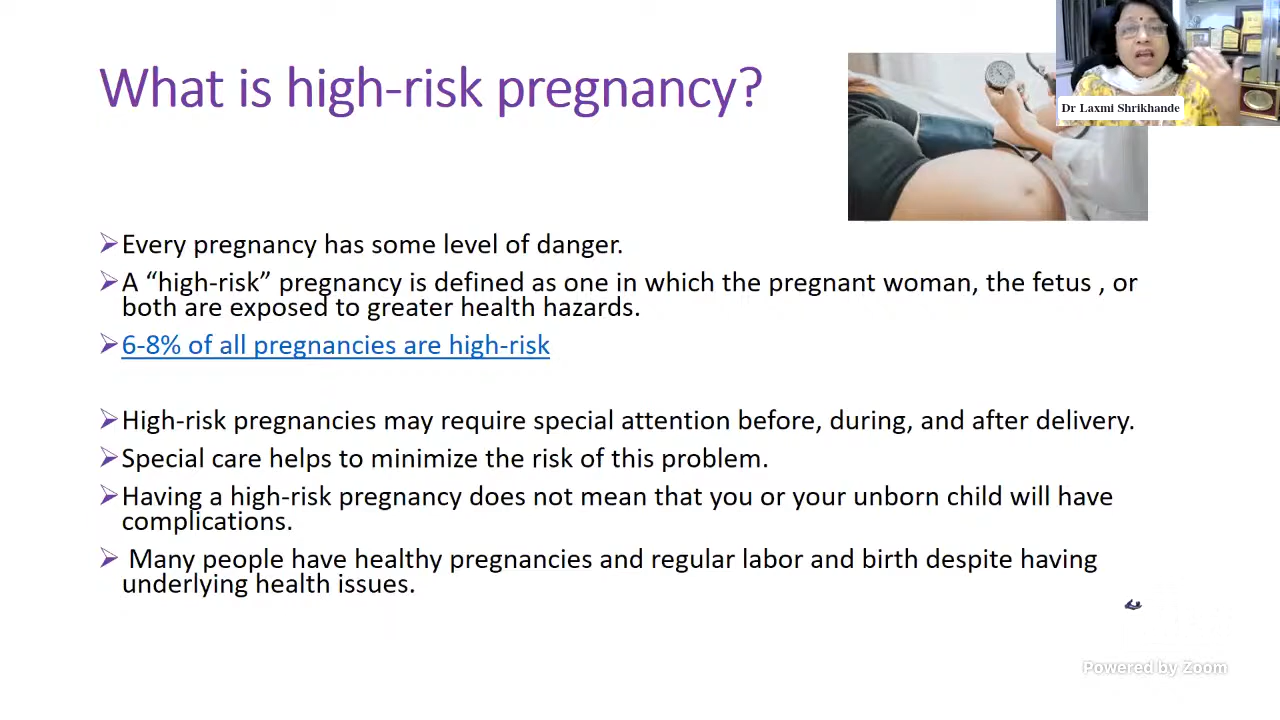 What is high-risk pregnancy?
Dr Laxmi Shrikhande
➢Every pregnancy has some level of danger.
➢A “high-risk” pregnancy is defined as one in which the pregnant woman, the fetus , or
both are exposed to greater health hazards.
➢6-8% of all pregnancies are high-risk
➢High-risk pregnancies may require special attention before, during, and after delivery.
➢Special care helps to minimize the risk of this problem.
➢Having a high-risk pregnancy does not mean that you or your unborn child will have
complications.
➢ Many people have healthy pregnancies and regular labor and birth despite having
underlying health issues.
Powered by Zoom